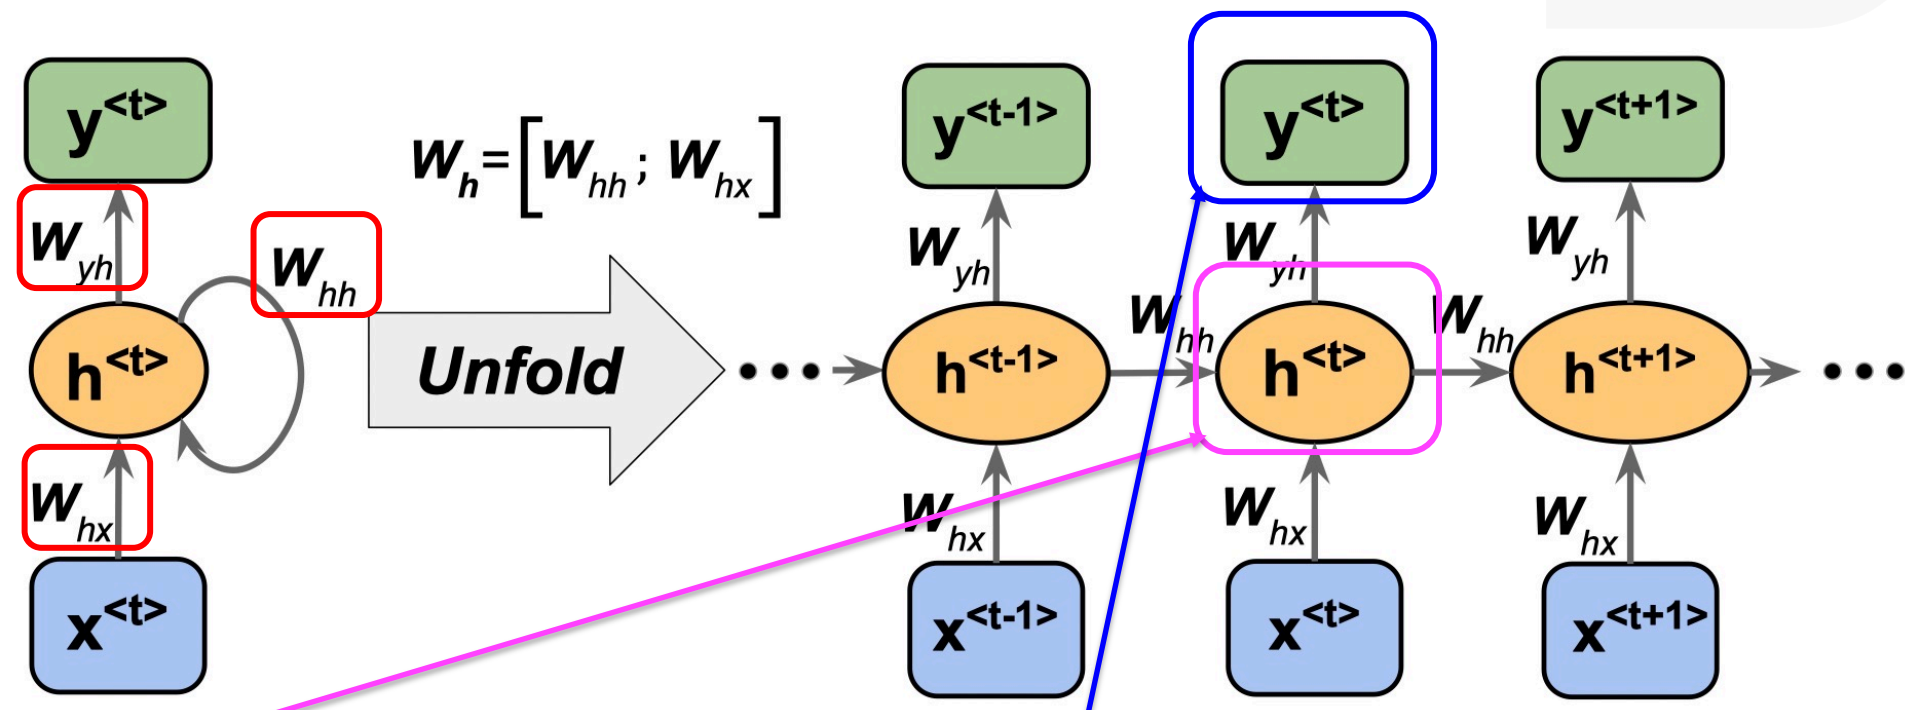 y<t>
W_yh
W_hh
h<t>
W_hx
x<t>
W_h=[W_hh ; W_hx]
Unfold
y<t-1>
y<t>
y<t+1>
W_yh
W_yh
W_yh
W_hh
W_hh
h<t-1>
h<t>
h<t+1>
W_hx
W_hx
W_hx
x<t-1>
x<t>
x<t+1>